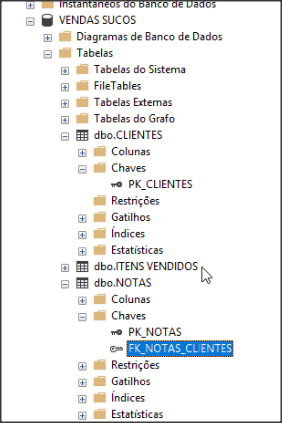 Instantâneos do Banco de Dados
VENDAS SUCOS
Diagramas de Banco de Dados
Tabelas
Tabelas do Sistema
FileTables
Tabelas Externas
Tabelas do Grafo
dbo.CLIENTES
Colunas
Chaves
PK_CLIENTES
Restrições
Gatilhos
Índices
Estatísticas
dbo.ITENS VENDIDOS
dbo.NOTAS
Colunas
Chaves
PK_NOTAS
FK_NOTAS_CLIENTES
Restrições
Gatilhos
Índices
Estatísticas